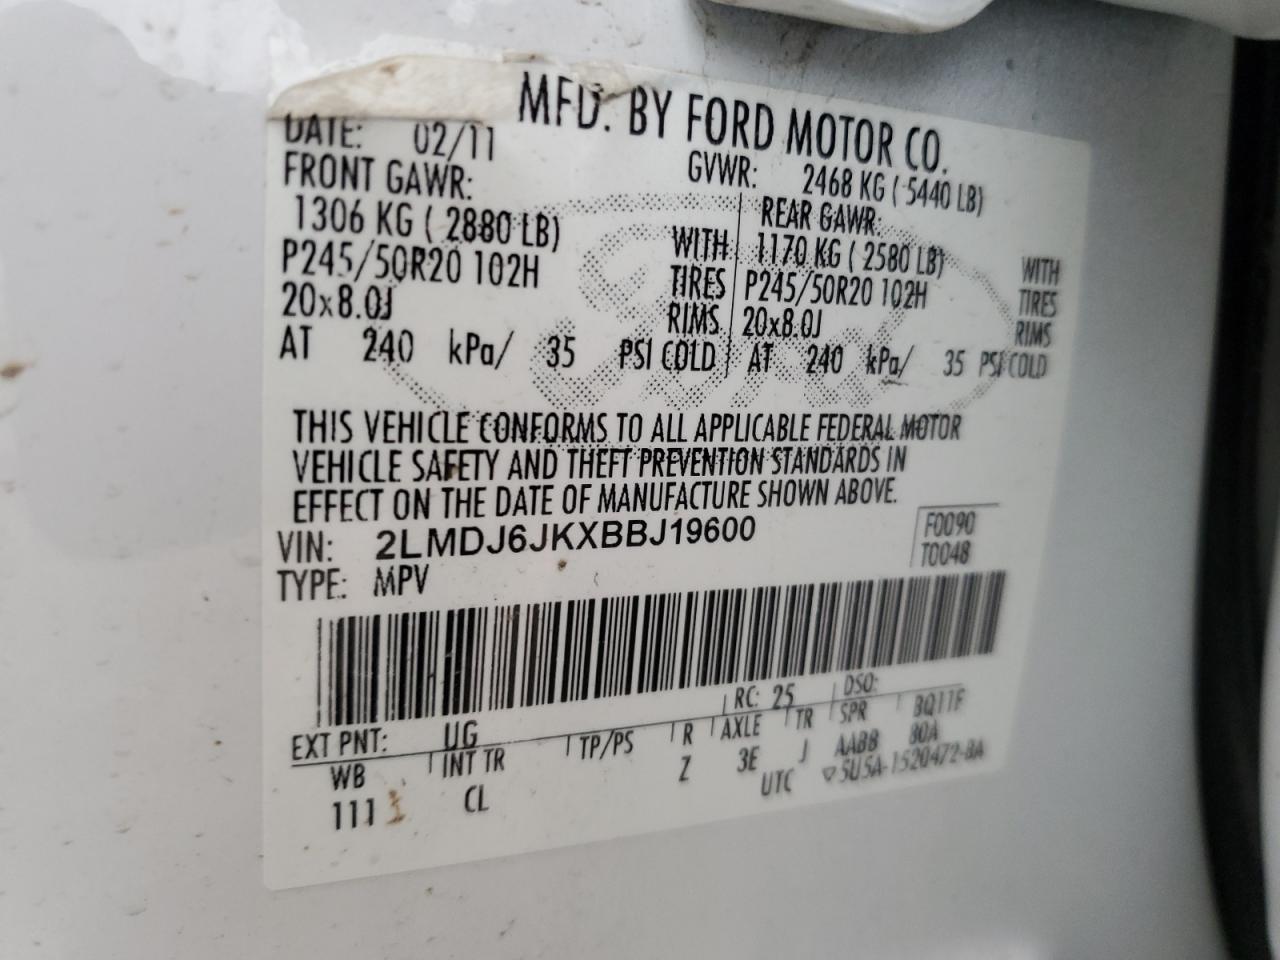 MFD. BY FORD MOTOR CO.
DATE: 02/11 GVWR: 2468 KG ( 5440 LB)
FRONT GAWR: REAR GAWR:
1306 KG ( 2880 LB) WITH 1170 KG ( 2580 LB) WITH
P245/50R20 102H TIRES P245/50R20 102H TIRES
20x8.0J RIMS 20x8.0J RIMS
AT 240 kPa/ 35 PSI COLD AT 240 kPa/ 35 PSI COLD
THIS VEHICLE CONFORMS TO ALL APPLICABLE FEDERAL MOTOR
VEHICLE SAFETY AND THEFT PREVENTION STANDARDS IN
EFFECT ON THE DATE OF MANUFACTURE SHOWN ABOVE.
VIN: 2LMDJ6JKXBBJ19600 F0090
TYPE: MPV T0048
EXT PNT: UG RC: 25 DSO:
WB INT TR TP/PS R AXLE TR SPR BQ11F
111 CL Z 3E J AABB 80A
UTC ▽5U5A-1520472-BA